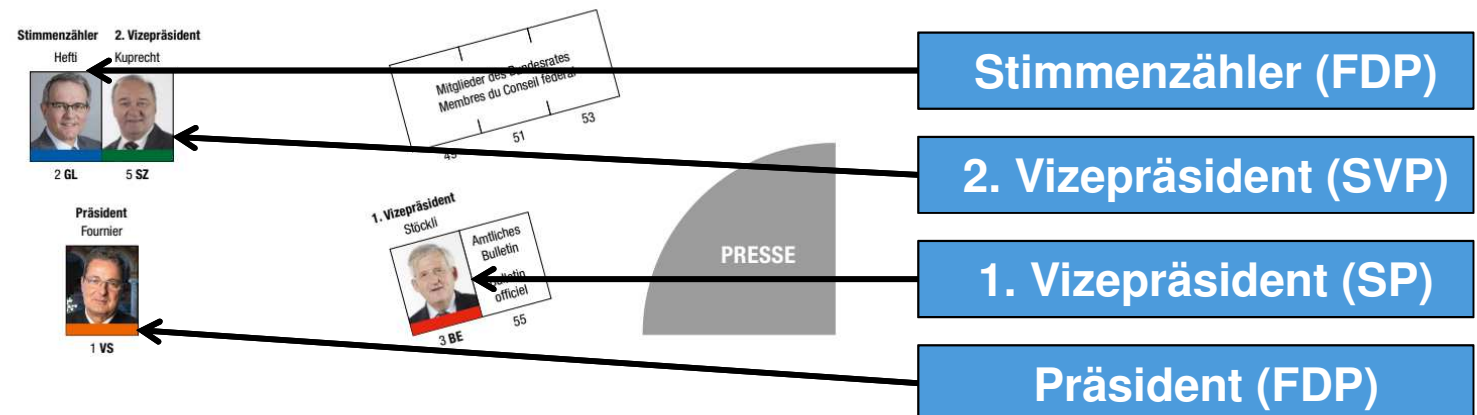 Stimmenzähler 2. Vizepräsident
Hefti Kuprecht
2 GL 5 SZ
Präsident
Fournier
1 VS
Mitglieder des Bundesrates
Membres du Conseil fédéral
49 51 53
1. Vizepräsident
Stöckli
Amtliches
Bulletin
Bulletin
officiel
3 BE 55
PRESSE
Stimmenzähler (FDP)
2. Vizepräsident (SVP)
1. Vizepräsident (SP)
Präsident (FDP)